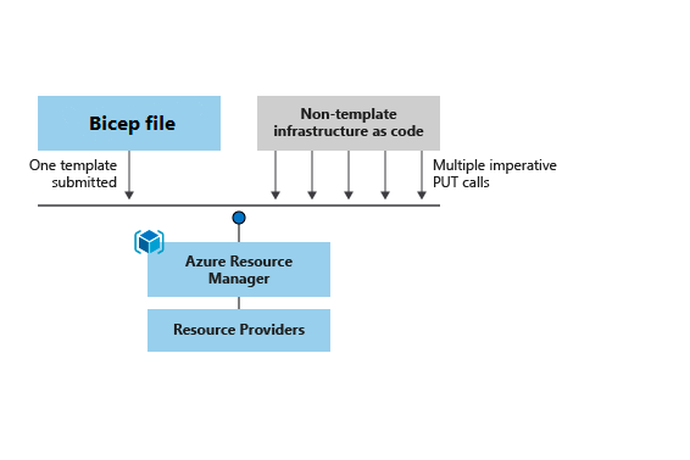 Bicep file
Non-template
infrastructure as code
One template
submitted
Multiple imperative
PUT calls
Azure Resource
Manager
Resource Providers